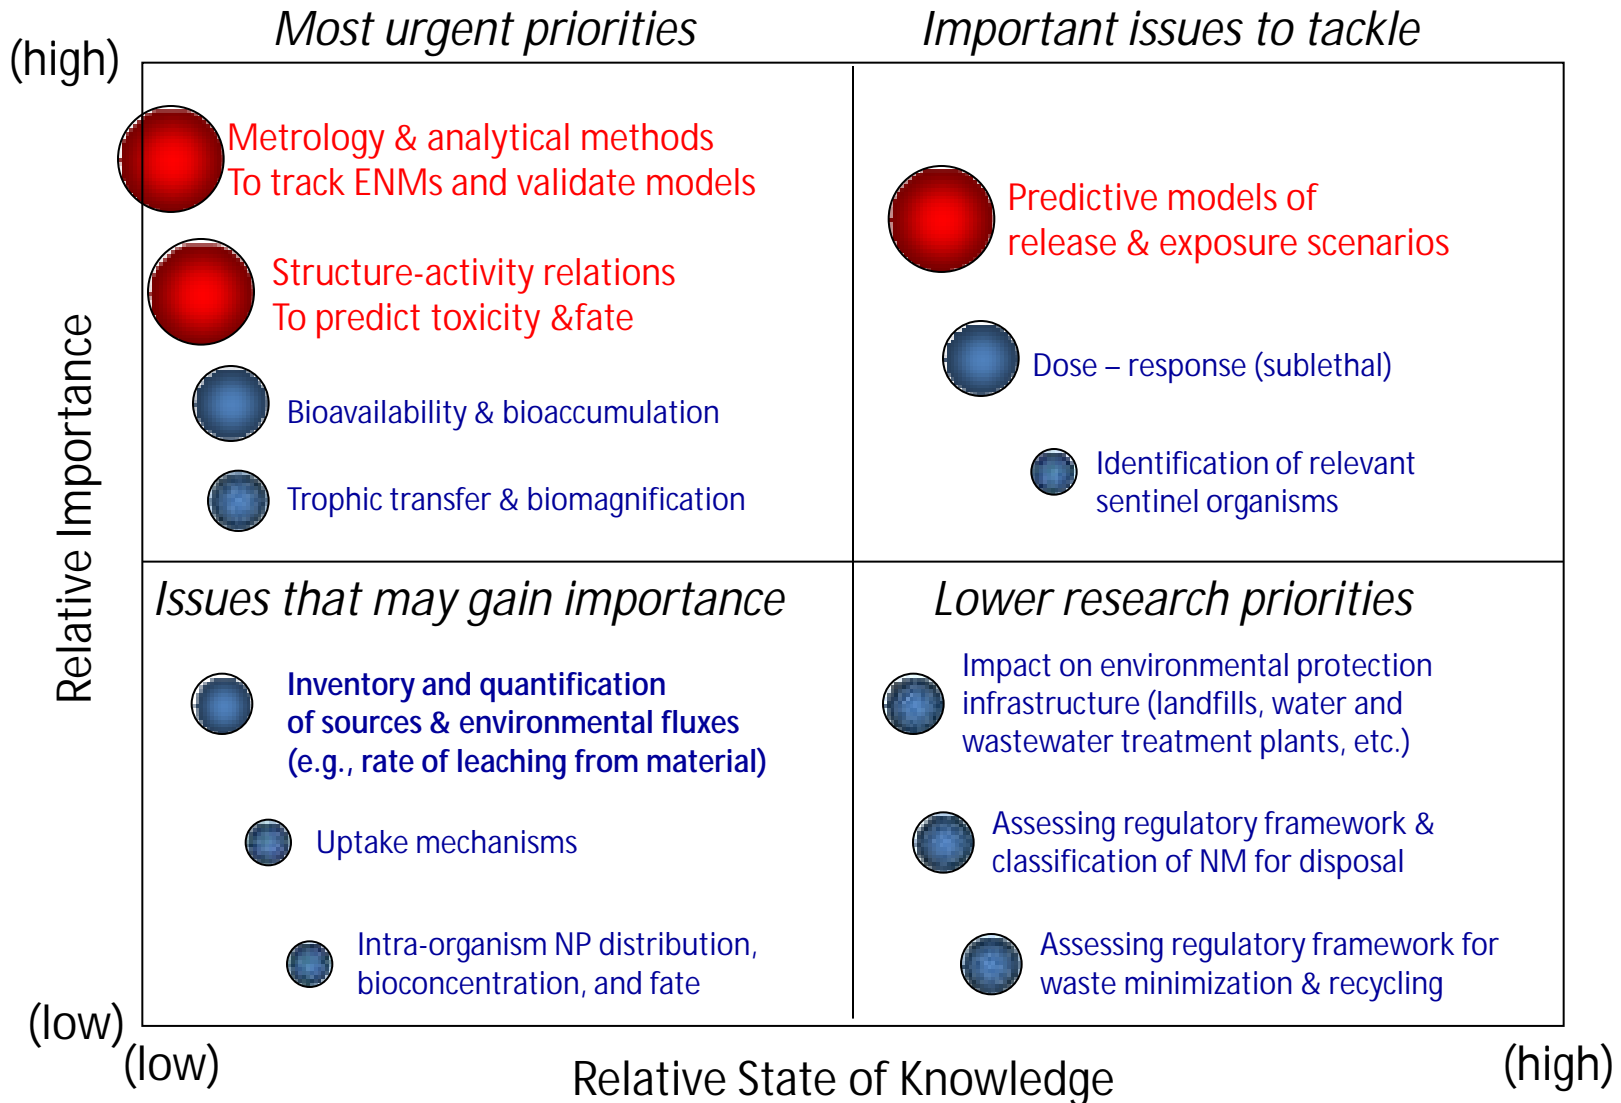 Most urgent priorities
Important issues to tackle
(high)
Metrology & analytical methods
To track ENMs and validate models
Structure-activity relations
To predict toxicity &fate
Bioavailability & bioaccumulation
Trophic transfer & biomagnification
Predictive models of
release & exposure scenarios
Dose – response (sublethal)
Identification of relevant
sentinel organisms
Relative Importance
Issues that may gain importance
Inventory and quantification
of sources & environmental fluxes
(e.g., rate of leaching from material)
Uptake mechanisms
Intra-organism NP distribution,
bioconcentration, and fate
Lower research priorities
Impact on environmental protection
infrastructure (landfills, water and
wastewater treatment plants, etc.)
Assessing regulatory framework &
classification of NM for disposal
Assessing regulatory framework for
waste minimization & recycling
(low)
(low)
Relative State of Knowledge
(high)